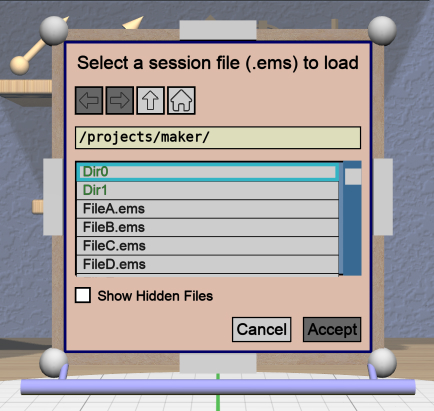 Select a session file (.ems) to load
/projects/maker/
Dir0
Dir1
FileA.ems
FileB.ems
FileC.ems
FileD.ems
Show Hidden Files
Cancel Accept